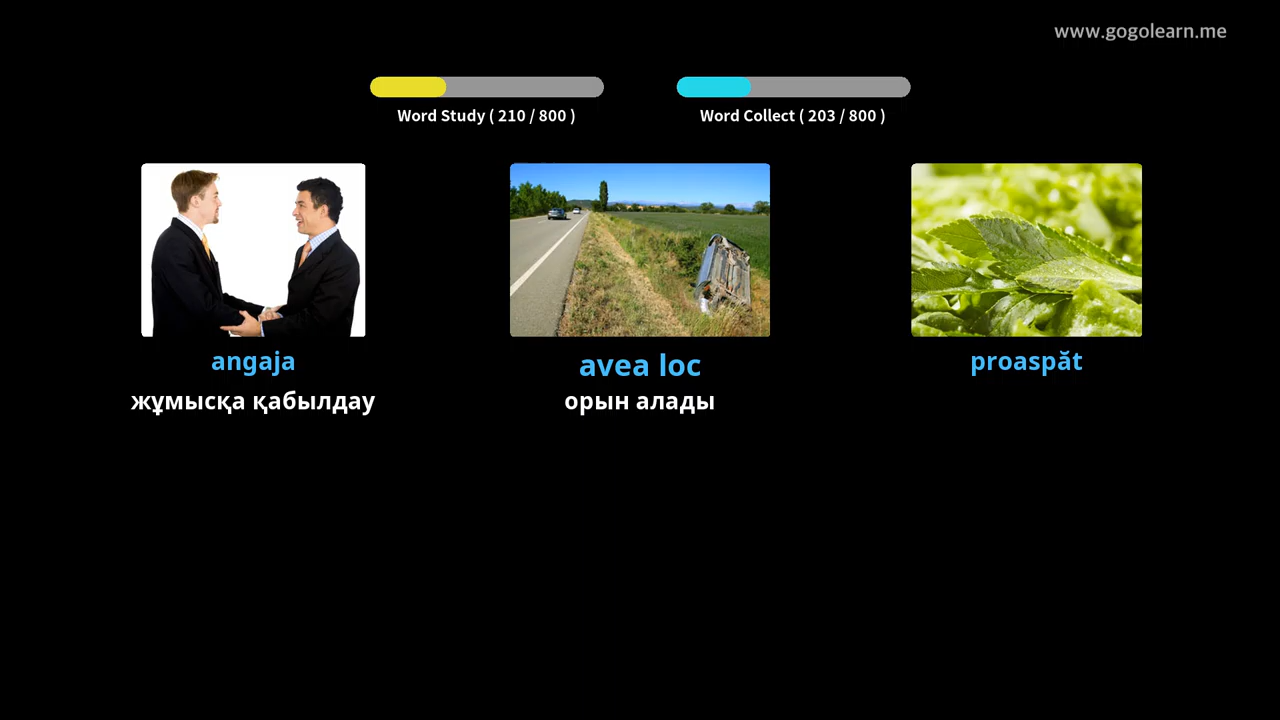 www.gogolearn.me
Word Study ( 210 / 800 )
Word Collect ( 203 / 800 )
angaja
avea loc
proaspăt
жұмысқа қабылдау
орын алады